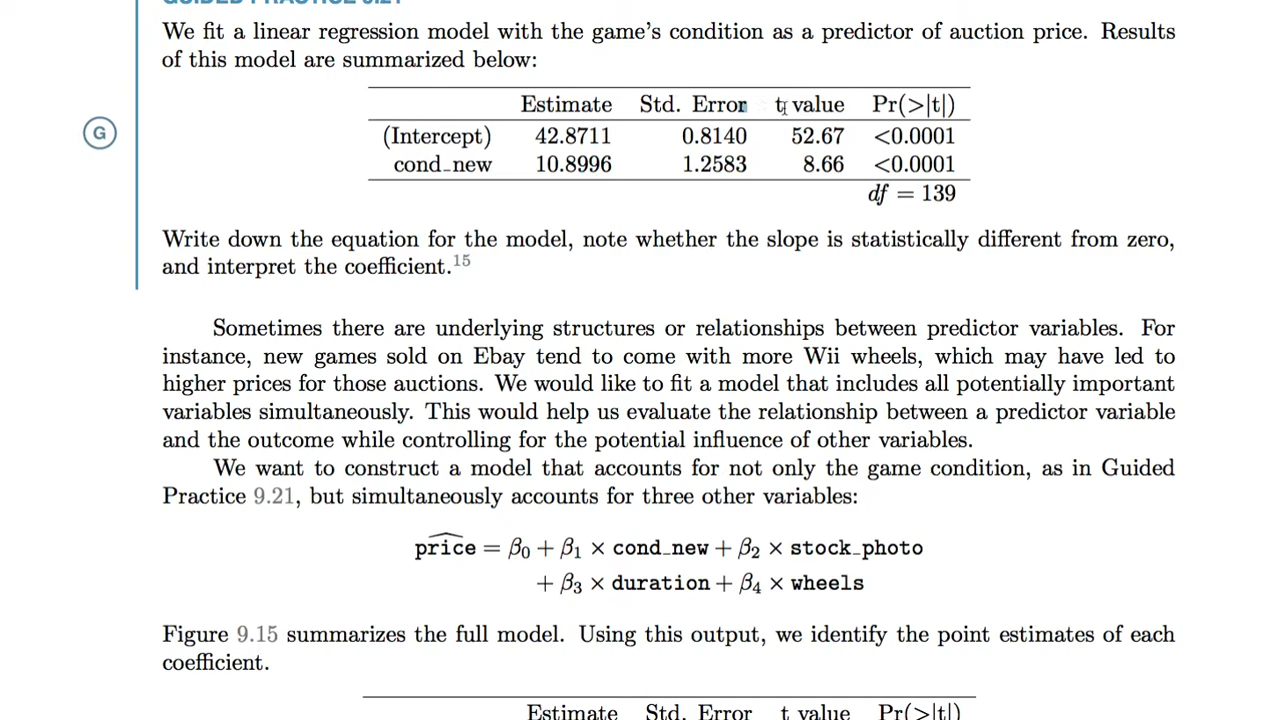 GUIDED PRACTICE 9.21
We fit a linear regression model with the game's condition as a predictor of auction price. Results
of this model are summarized below:
Estimate Std. Error t value Pr(>|t|)
(Intercept) 42.8711 0.8140 52.67 <0.0001
cond_new 10.8996 1.2583 8.66 <0.0001
df = 139
G
Write down the equation for the model, note whether the slope is statistically different from zero,
and interpret the coefficient.15
Sometimes there are underlying structures or relationships between predictor variables. For
instance, new games sold on Ebay tend to come with more Wii wheels, which may have led to
higher prices for those auctions. We would like to fit a model that includes all potentially important
variables simultaneously. This would help us evaluate the relationship between a predictor variable
and the outcome while controlling for the potential influence of other variables.
We want to construct a model that accounts for not only the game condition, as in Guided
Practice 9.21, but simultaneously accounts for three other variables:
price^ = β0 + β1 × cond_new + β2 × stock_photo
+ β3 × duration + β4 × wheels
Figure 9.15 summarizes the full model. Using this output, we identify the point estimates of each
coefficient.
Estimate Std. Error t value Pr(>|t|)